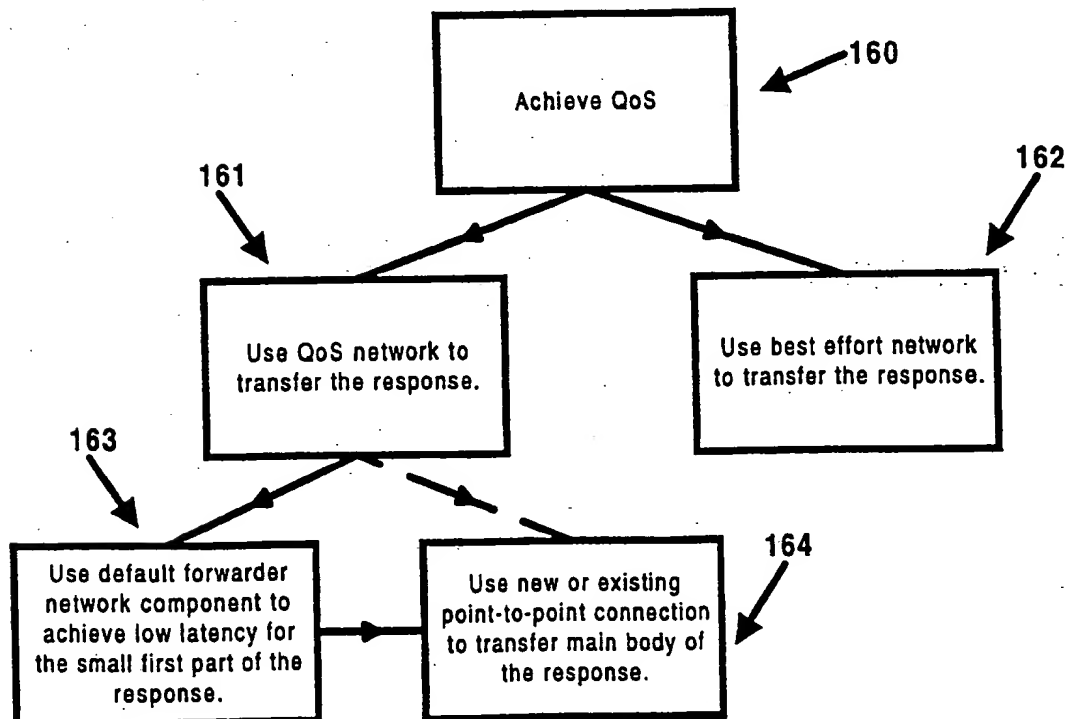 160
Achieve QoS
161
162
Use QoS network to
transfer the response.
Use best effort network
to transfer the response.
163
164
Use default forwarder
network component to
achieve low latency for
the small first part of the
response.
Use new or existing
point-to-point connection
to transfer main body of
the response.